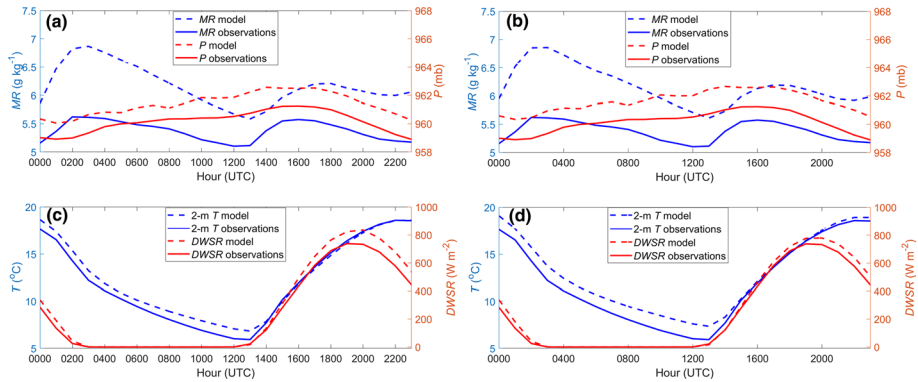 (a)
MR model
MR observations
P model
P observations
7.5
7
6.5
6
5.5
5
MR (g kg⁻¹)
968
966
964
962
960
958
P (mb)
0000 0200 0400 0600 0800 1000 1200 1400 1600 1800 2000 2200
Hour (UTC)
(b)
MR model
MR observations
P model
P observations
7.5
7
6.5
6
5.5
5
MR (g kg⁻¹)
968
966
964
962
960
958
P (mb)
0000 0400 0800 1200 1600 2000
Hour (UTC)
(c)
2-m T model
2-m T observations
DWSR model
DWSR observations
20
15
10
5
T (°C)
1000
800
600
400
200
0
DWSR (W m⁻²)
0000 0200 0400 0600 0800 1000 1200 1400 1600 1800 2000 2200
Hour (UTC)
(d)
2-m T model
2-m T observations
DWSR model
DWSR observations
20
15
10
5
T (°C)
1000
800
600
400
200
0
DWSR (W m⁻²)
0000 0400 0800 1200 1600 2000
Hour (UTC)